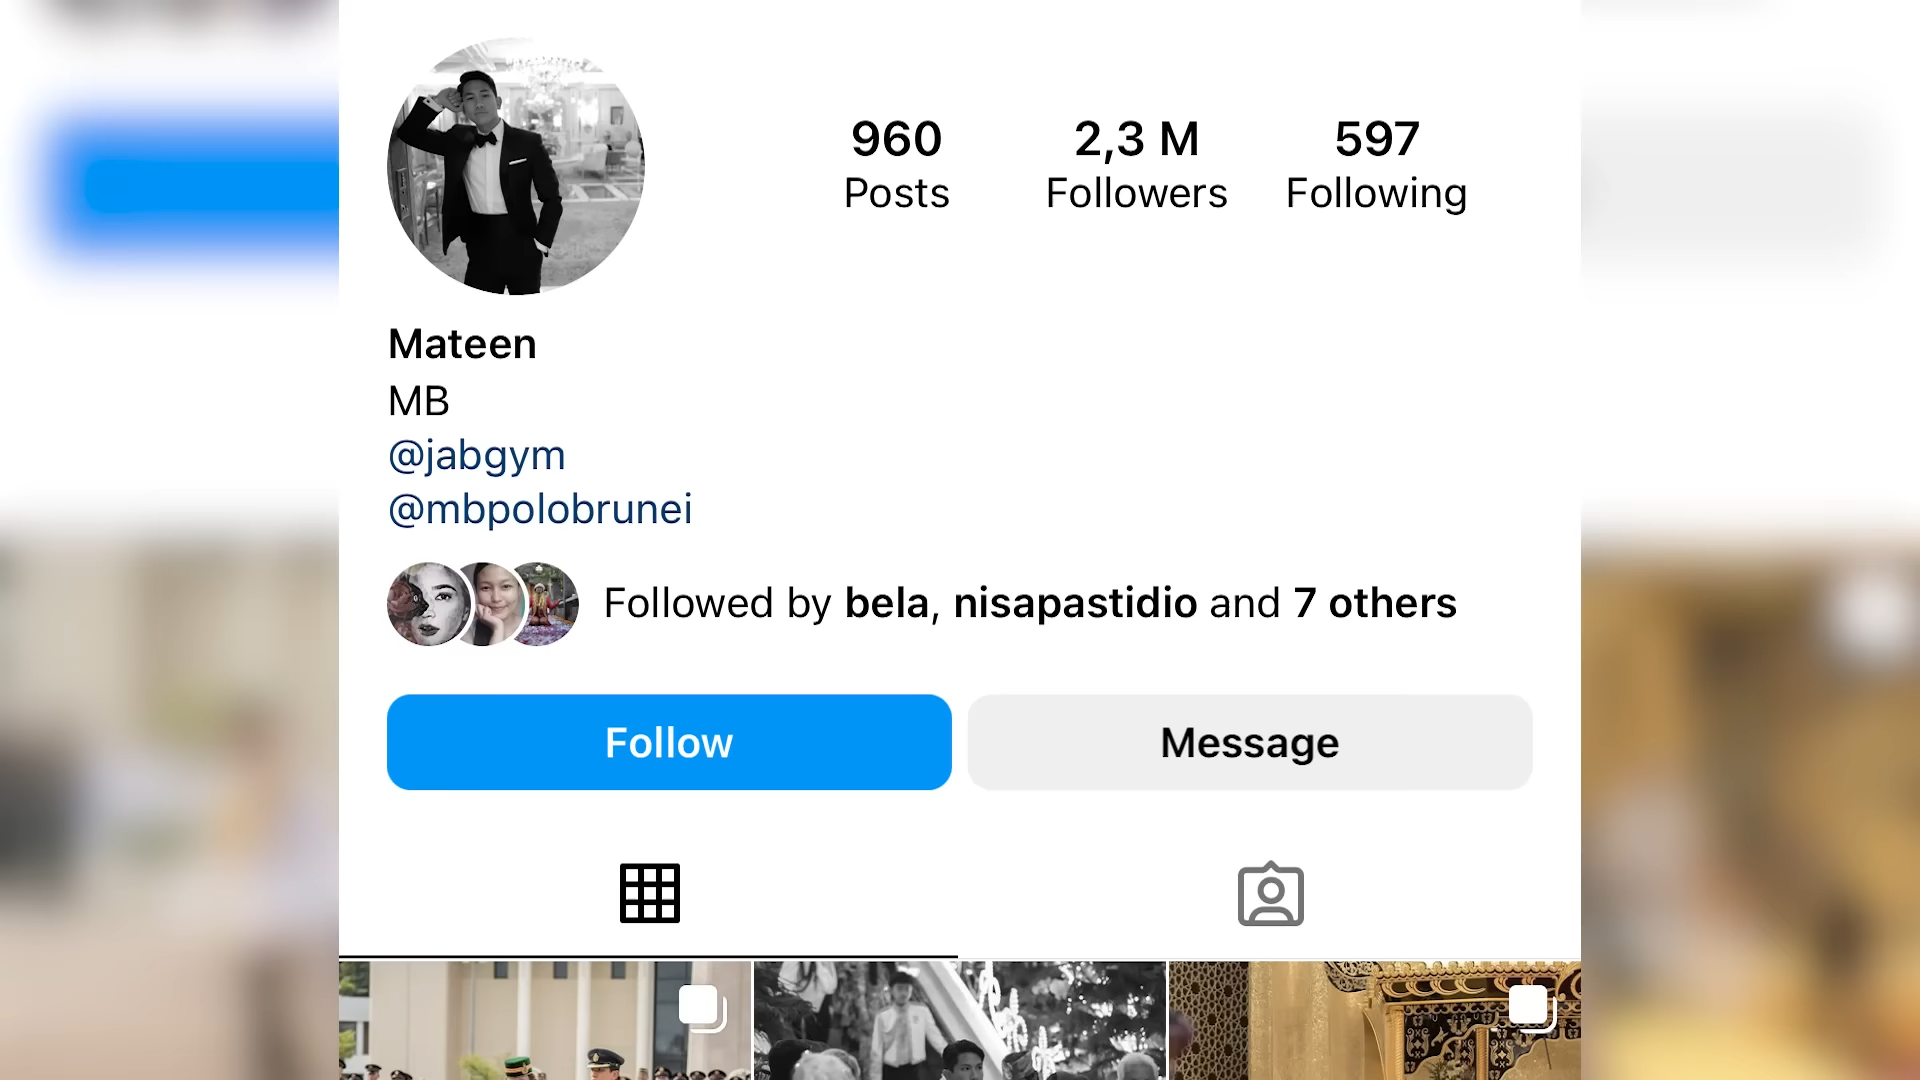 960 2,3 M 597
Posts Followers Following
Mateen
MB
@jabgym
@mbpolobrunei
Followed by bela, nisapastidio and 7 others
Follow Message